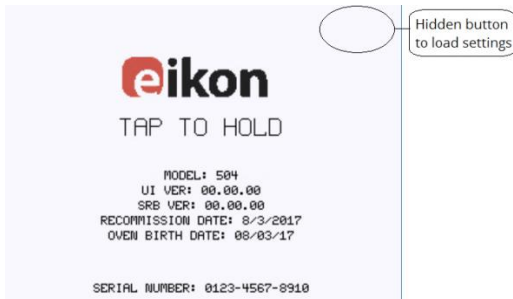 Hidden button
to load settings
eikon
TAP TO HOLD
MODEL: 504
UI VER: 00.00.00
SRB VER: 00.00.00
RECOMMISSION DATE: 8/3/2017
OVEN BIRTH DATE: 08/03/17
SERIAL NUMBER: 0123-4567-8910